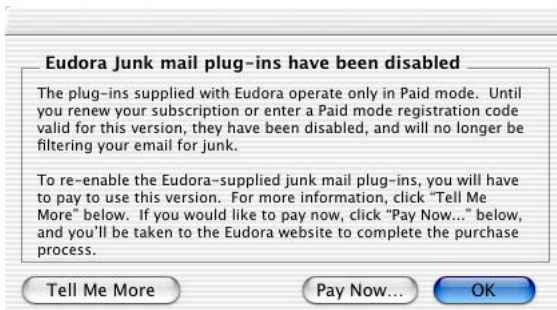 Eudora Junk mail plug-ins have been disabled
The plug-ins supplied with Eudora operate only in Paid mode. Until
you renew your subscription or enter a Paid mode registration code
valid for this version, they have been disabled, and will no longer be
filtering your email for junk.
To re-enable the Eudora-supplied junk mail plug-ins, you will have
to pay to use this version. For more information, click “Tell Me
More” below. If you would like to pay now, click “Pay Now...” below,
and you’ll be taken to the Eudora website to complete the purchase
process.
Tell Me More
Pay Now...
OK